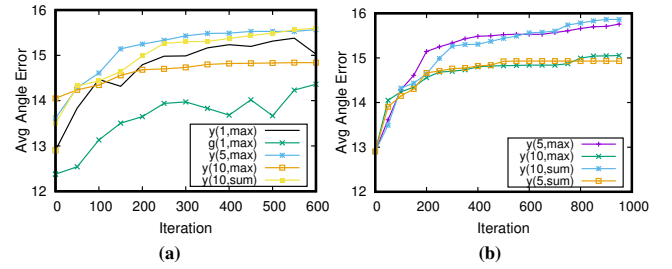 16
15
14
13
12
Avg Angle Error
0 100 200 300 400 500 600
Iteration
y(1,max)
g(1,max)
y(5,max)
y(10,max)
y(10,sum)
(a)
16
15
14
13
12
Avg Angle Error
0 200 400 600 800 1000
Iteration
y(5,max)
y(10,max)
y(10,sum)
y(5,sum)
(b)